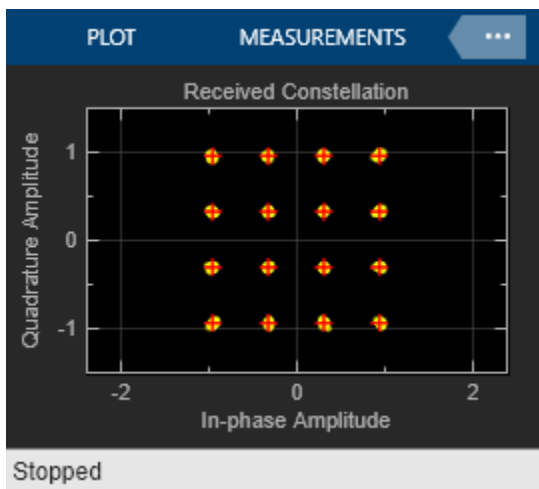 PLOT MEASUREMENTS ...
Received Constellation
Quadrature Amplitude
1
0
-1
-2 0 2
In-phase Amplitude
Stopped